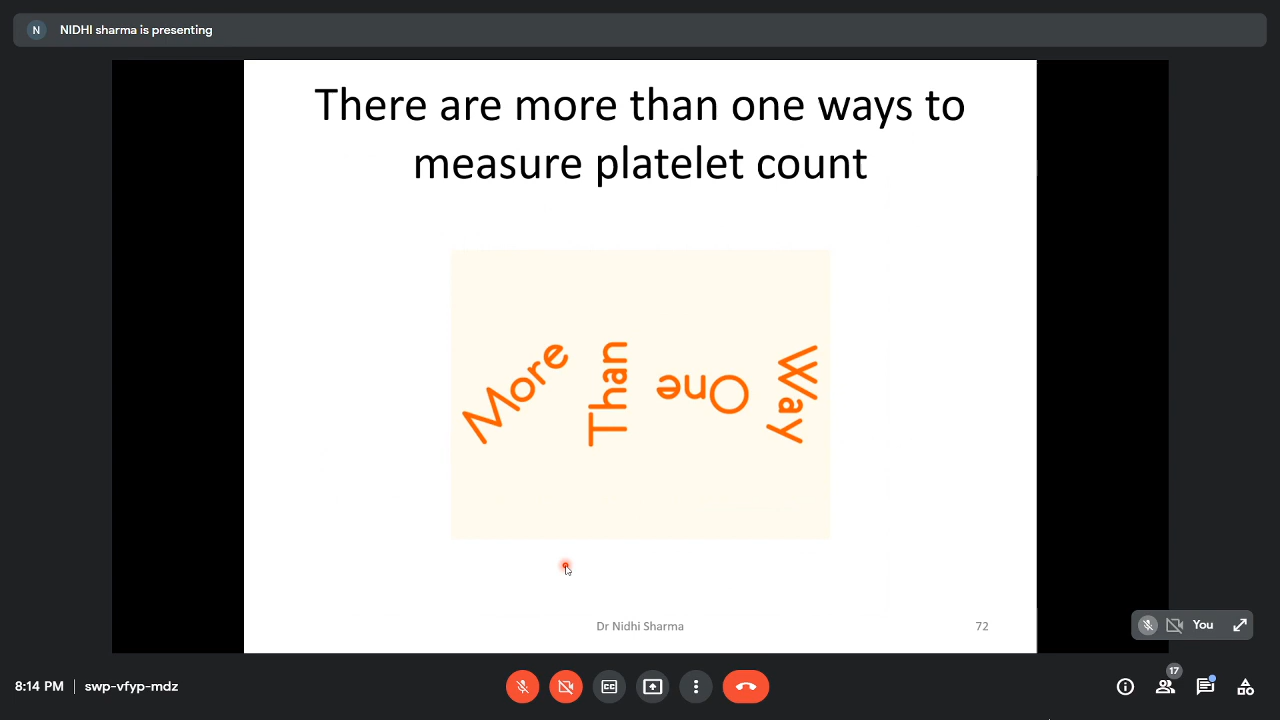 N NIDHI sharma is presenting
There are more than one ways to
measure platelet count
More Than One Way
Dr Nidhi Sharma 72
You
8:14 PM | swp-vfyp-mdz
CC
17